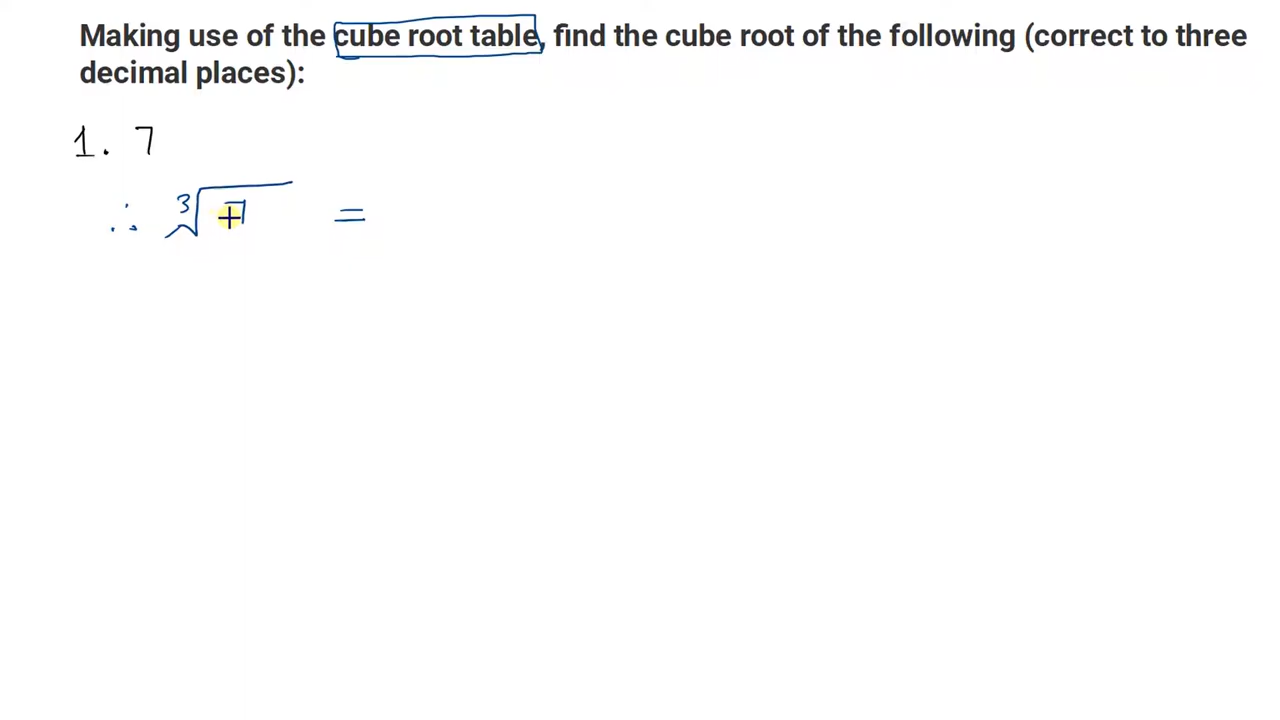 Making use of the cube root table, find the cube root of the following (correct to three
decimal places):
1. 7
∴ ∛7 =